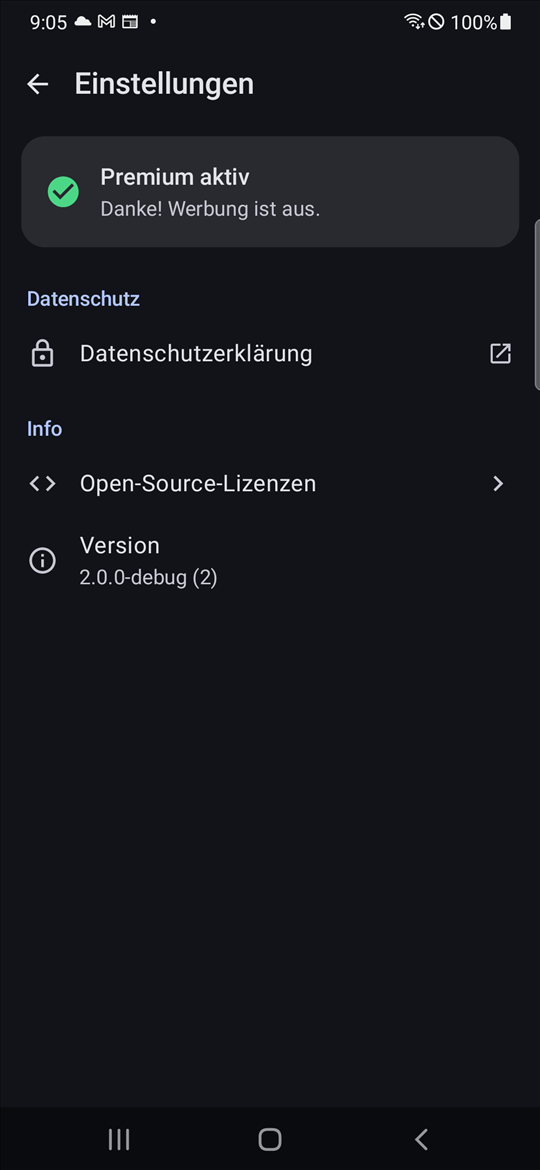 9:05 100%
Einstellungen
Premium aktiv
Danke! Werbung ist aus.
Datenschutz
Datenschutzerklärung
Info
Open-Source-Lizenzen
Version
2.0.0-debug (2)